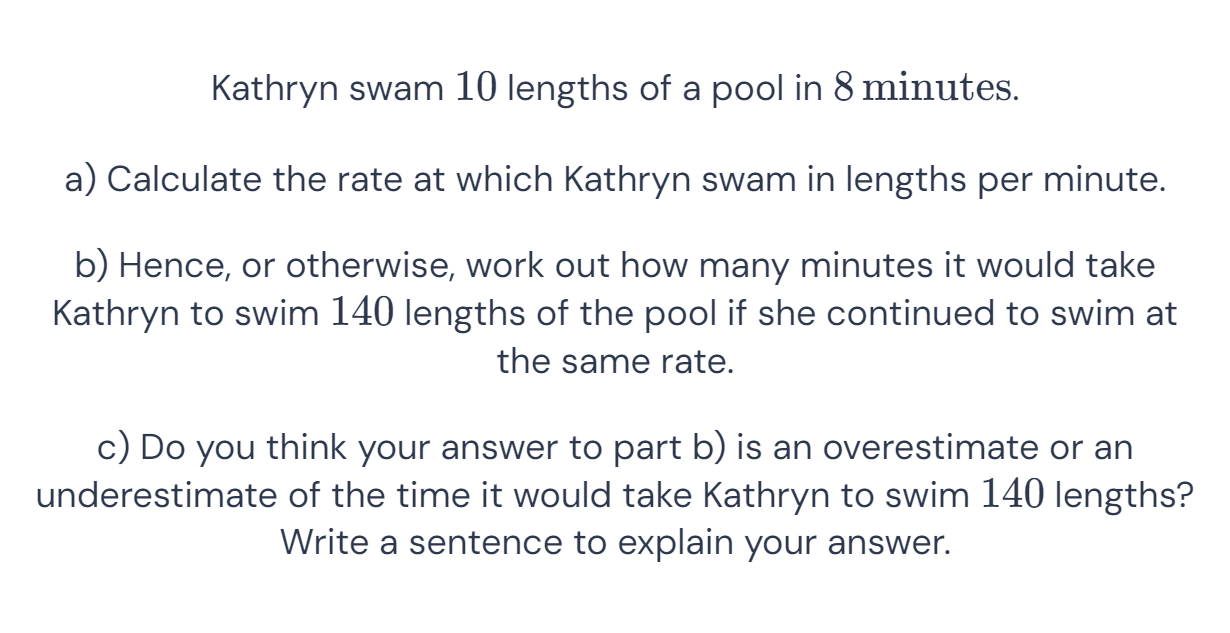 Kathryn swam 10 lengths of a pool in 8 minutes.
a) Calculate the rate at which Kathryn swam in lengths per minute.
b) Hence, or otherwise, work out how many minutes it would take
Kathryn to swim 140 lengths of the pool if she continued to swim at
the same rate.
c) Do you think your answer to part b) is an overestimate or an
underestimate of the time it would take Kathryn to swim 140 lengths?
Write a sentence to explain your answer.